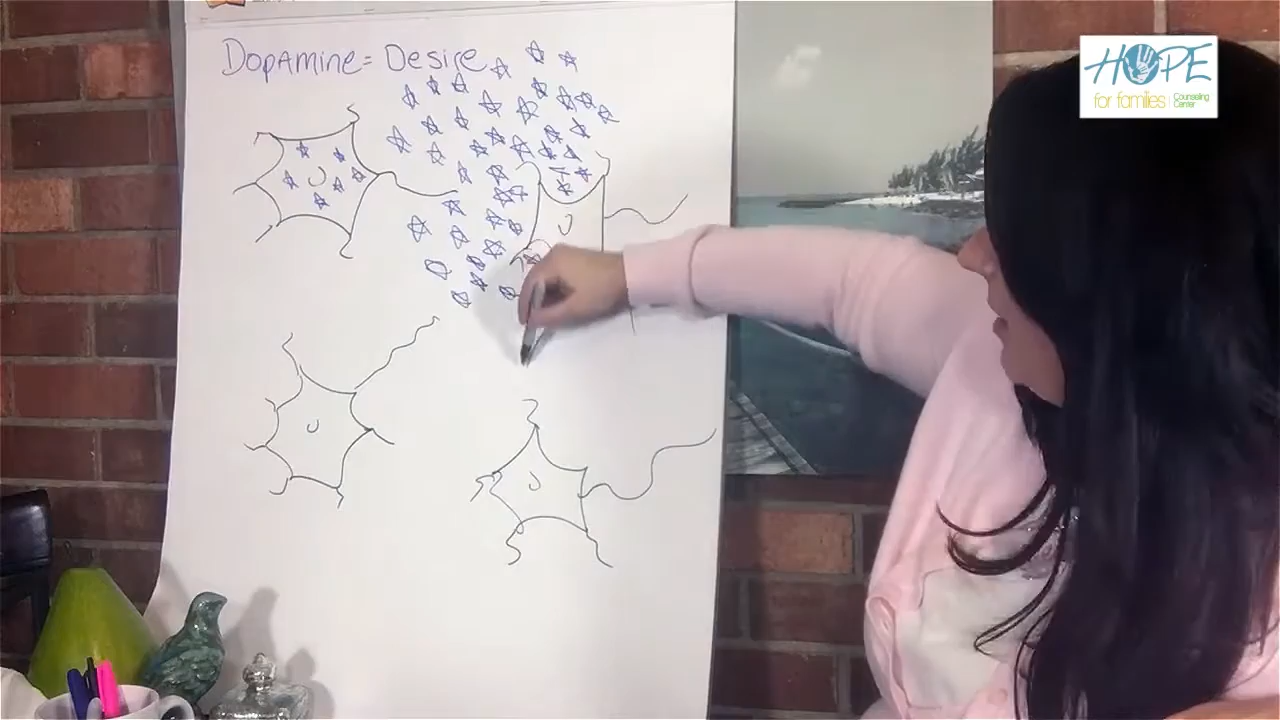 Dopamine = Desire
HOPE
for families
Counseling
Center